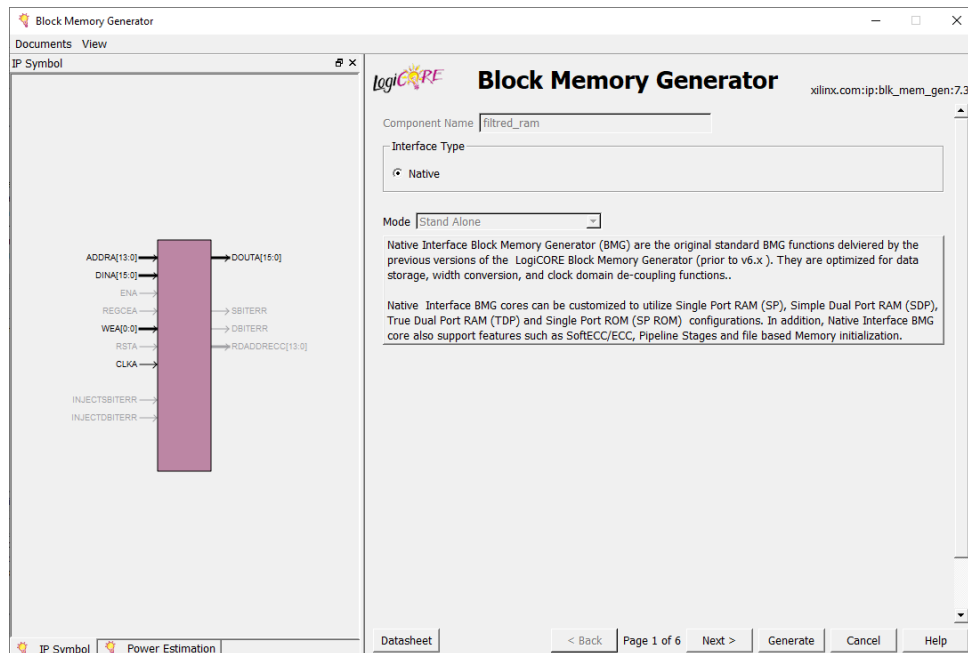 Block Memory Generator
Documents View
IP Symbol
ADDRA[13:0]
DINA[15:0]
ENA
REGCEA
WEA[0:0]
RSTA
CLKA
INJECTSBITERR
INJECTDBITERR
DOUTA[15:0]
SBITERR
DBITERR
RDADDRECC[13:0]
IP Symbol
Power Estimation
logiCORE
Block Memory Generator
xilinx.com:ip:blk_mem_gen:7.3
Component Name filtred_ram
Interface Type
Native
Mode Stand Alone
Native Interface Block Memory Generator (BMG) are the original standard BMG functions delviered by the
previous versions of the LogiCORE Block Memory Generator (prior to v6.x ). They are optimized for data
storage, width conversion, and clock domain de-coupling functions..
Native Interface BMG cores can be customized to utilize Single Port RAM (SP), Simple Dual Port RAM (SDP),
True Dual Port RAM (TDP) and Single Port ROM (SP ROM) configurations. In addition, Native Interface BMG
core also support features such as SoftECC/ECC, Pipeline Stages and file based Memory initialization.
Datasheet
< Back Page 1 of 6 Next > Generate Cancel Help